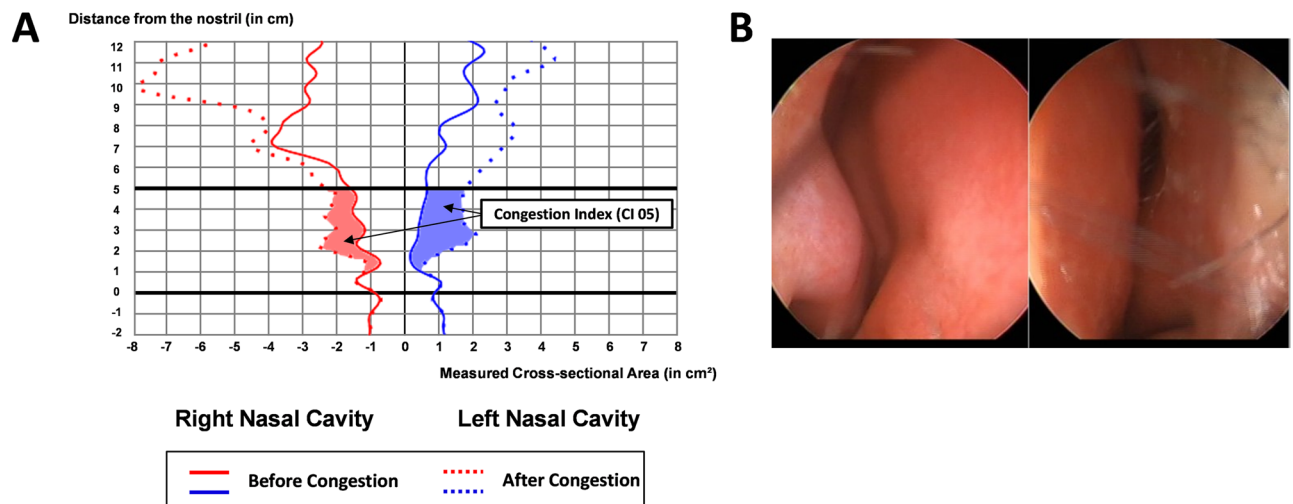 A
Distance from the nostril (in cm)
B
12
11
10
9
8
7
6
5
4
3
2
1
0
-1
-2
Congestion Index (CI 05)
-8 -7 -6 -5 -4 -3 -2 -1 0 1 2 3 4 5 6 7 8
Measured Cross-sectional Area (in cm²)
Right Nasal Cavity Left Nasal Cavity
Before Congestion After Congestion